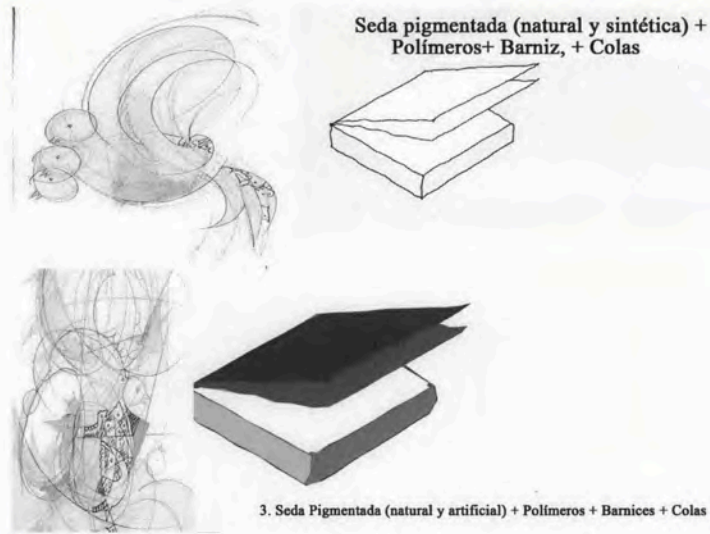 Seda pigmentada (natural y sintética) +
Polímeros+ Barniz, + Colas
3. Seda Pigmentada (natural y artificial) + Polímeros + Barnices + Colas